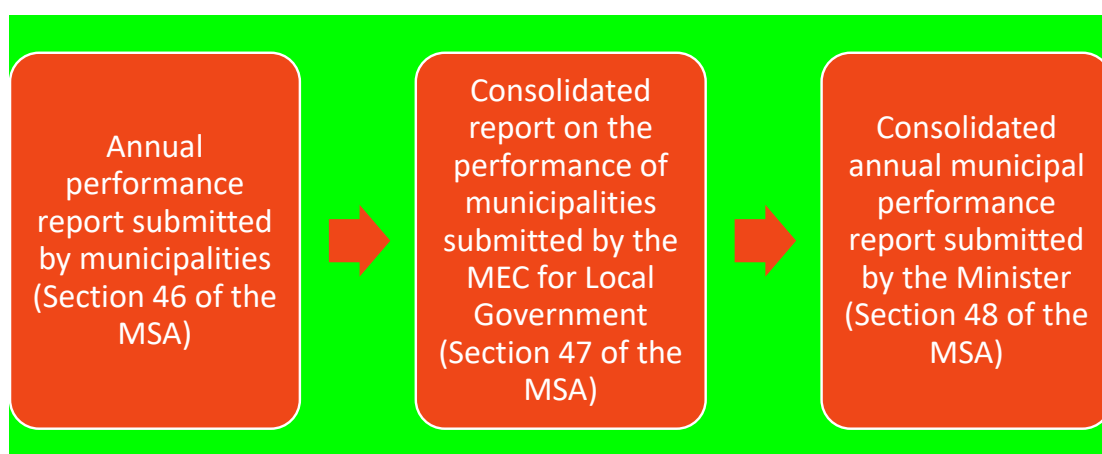 Annual
performance
report submitted
by municipalities
(Section 46 of the
MSA)
Consolidated
report on the
performance of
municipalities
submitted by the
MEC for Local
Government
(Section 47 of the
MSA)
Consolidated
annual municipal
performance
report submitted
by the Minister
(Section 48 of the
MSA)